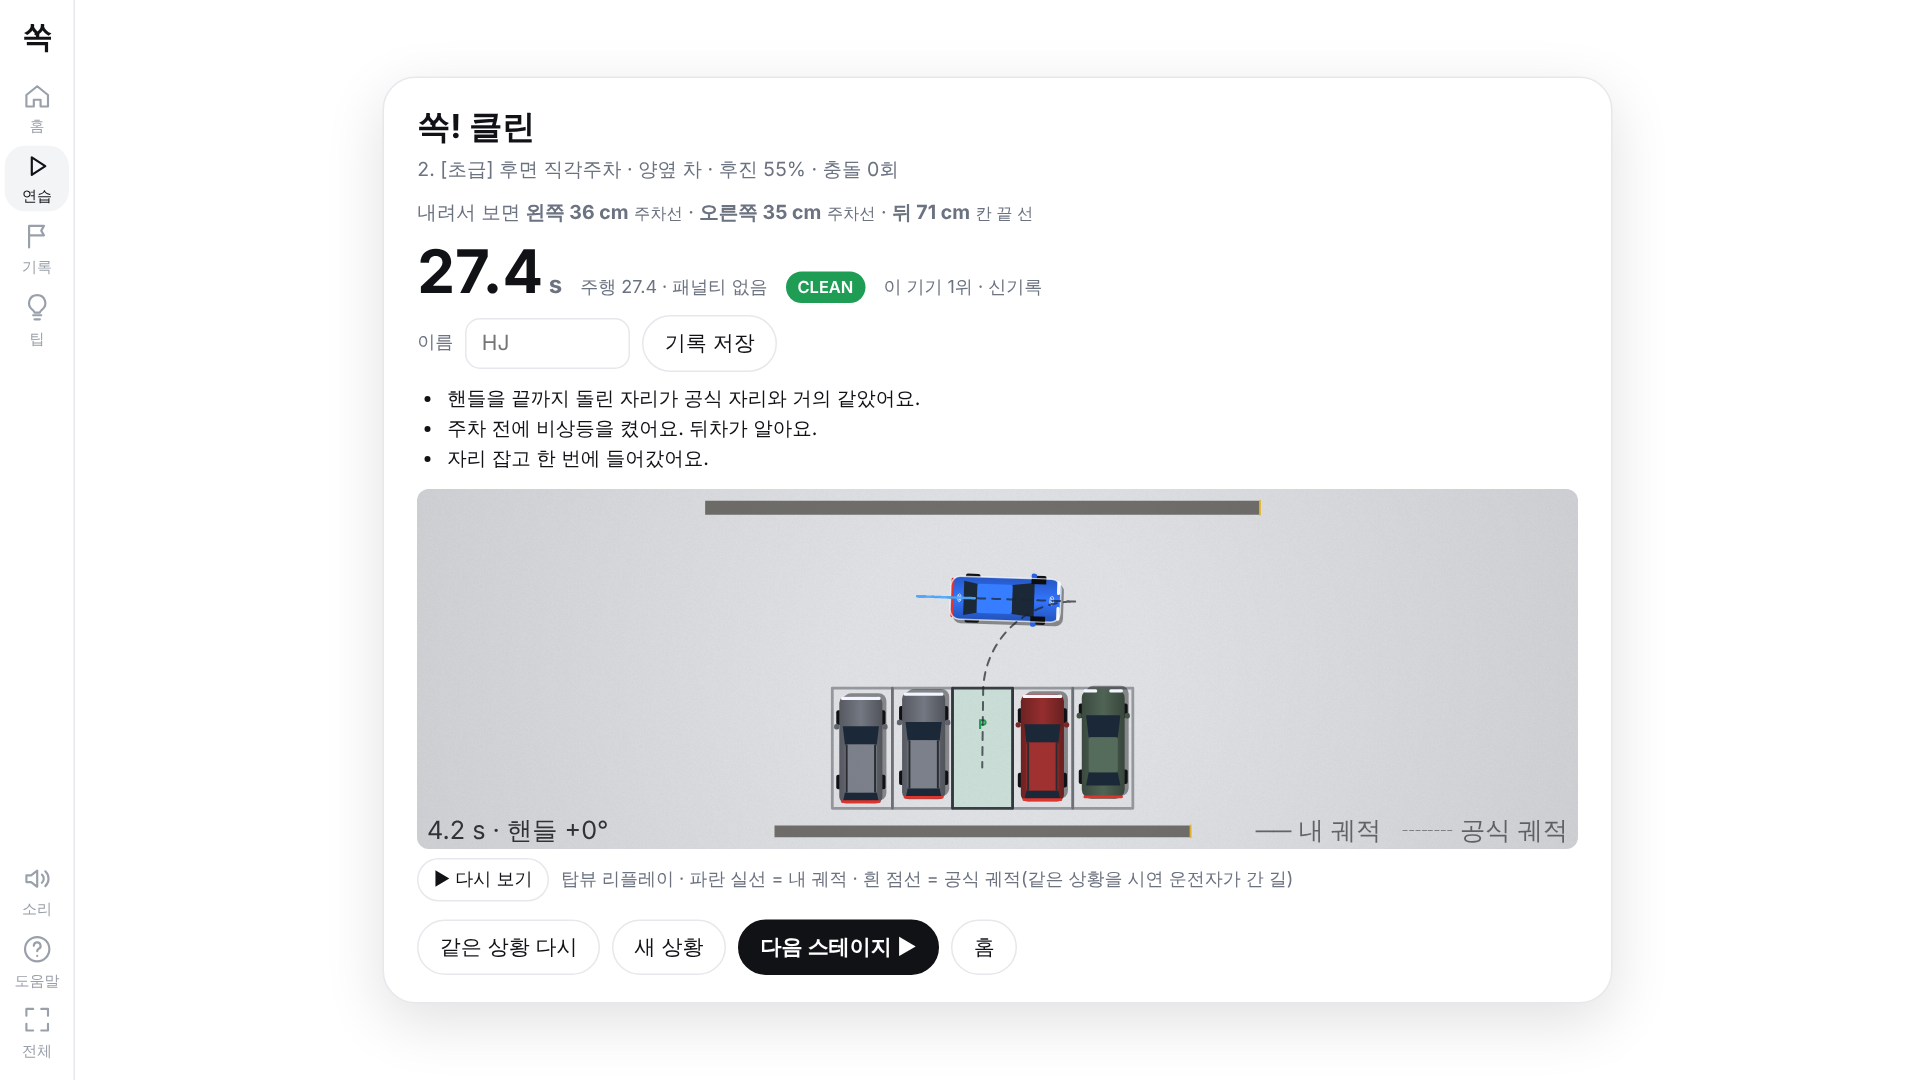 쏙
홈
연습
기록
팁
소리
도움말
전체
쏙! 클린
2. [초급] 후면 직각주차 · 양옆 차 · 후진 55% · 충돌 0회
내려서 보면 왼쪽 36 cm 주차선 · 오른쪽 35 cm 주차선 · 뒤 71 cm 칸 끝 선
27.4 s 주행 27.4 · 패널티 없음 CLEAN 이 기기 1위 · 신기록
이름 HJ 기록 저장
• 핸들을 끝까지 돌린 자리가 공식 자리와 거의 같았어요.
• 주차 전에 비상등을 켰어요. 뒤차가 알아요.
• 자리 잡고 한 번에 들어갔어요.
P
4.2 s · 핸들 +0° 내 궤적 공식 궤적
▶ 다시 보기 탑뷰 리플레이 · 파란 실선 = 내 궤적 · 흰 점선 = 공식 궤적(같은 상황을 시연 운전자가 간 길)
같은 상황 다시 새 상황 다음 스테이지 ▶ 홈